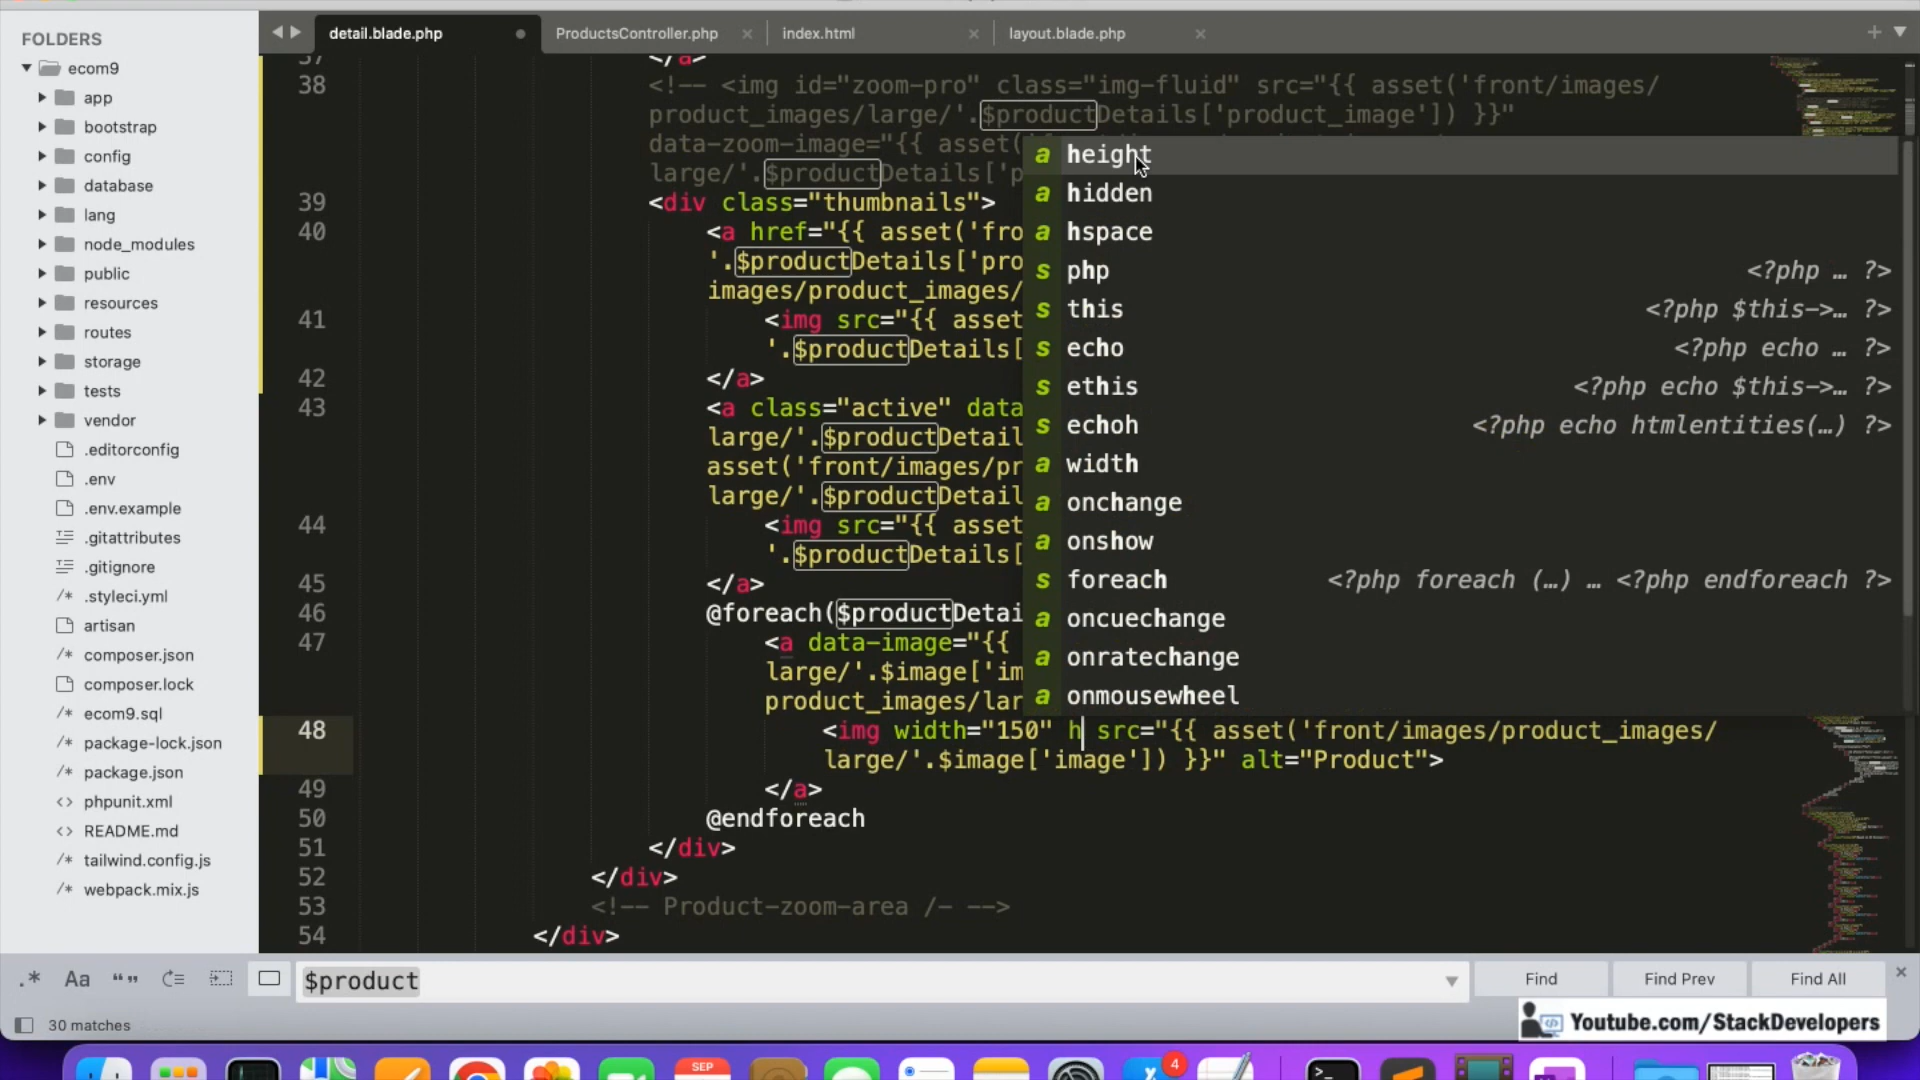 FOLDERS
ecom9
app
bootstrap
config
database
lang
node_modules
public
resources
routes
storage
tests
vendor
.editorconfig
.env
.env.example
.gitattributes
.gitignore
.styleci.yml
artisan
composer.json
composer.lock
ecom9.sql
package-lock.json
package.json
phpunit.xml
README.md
tailwind.config.js
webpack.mix.js
detail.blade.php
ProductsController.php
index.html
layout.blade.php
37 </a>
38 <!-- <img id="zoom-pro" class="img-fluid" src="{{ asset('front/images/
product_images/large/'.$productDetails['product_image']) }}"
data-zoom-image="{{ asset(
large/'.$productDetails['p
39 <div class="thumbnails">
40 <a href="{{ asset('fro
'.$productDetails['pro
images/product_images/
41 <img src="{{ asset
'.$productDetails[
42 </a>
43 <a class="active" data
large/'.$productDetail
asset('front/images/pr
large/'.$productDetail
44 <img src="{{ asset
'.$productDetails[
45 </a>
46 @foreach($productDetai
47 <a data-image="{{
large/'.$image['im
product_images/lar
48 <img width="150" h src="{{ asset('front/images/product_images/
large/'.$image['image']) }}" alt="Product">
49 </a>
50 @endforeach
51 </div>
52 </div>
53 <!-- Product-zoom-area /- -->
54 </div>
a height
a hidden
a hspace
s php <?php … ?>
s this <?php $this->… ?>
s echo <?php echo … ?>
s ethis <?php echo $this->… ?>
s echoh <?php echo htmlentities(…) ?>
a width
a onchange
a onshow
s foreach <?php foreach (…) … <?php endforeach ?>
a oncuechange
a onratechange
a onmousewheel
.* Aa “” $product Find Find Prev Find All
30 matches
Youtube.com/StackDevelopers
SEP
4